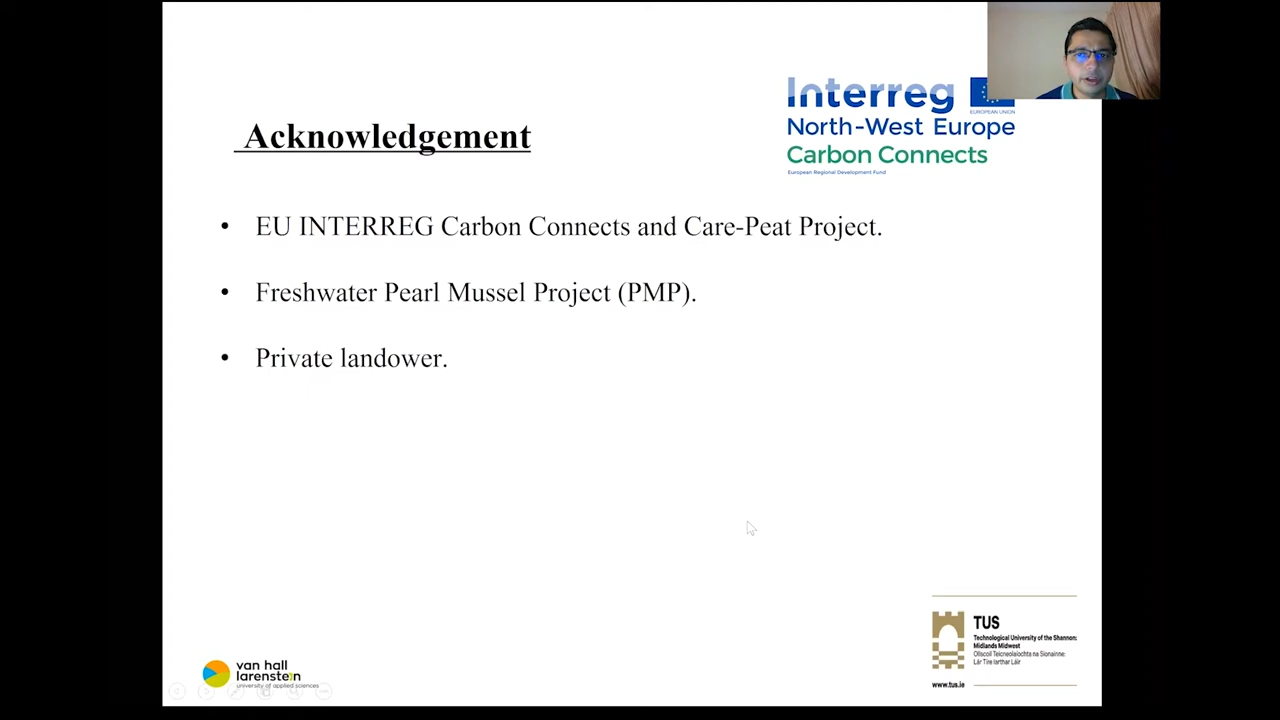 Interreg
EUROPEAN UNION
North-West Europe
Carbon Connects
European Regional Development Fund
Acknowledgement
• EU INTERREG Carbon Connects and Care-Peat Project.
• Freshwater Pearl Mussel Project (PMP).
• Private landower.
van hall
larenstein
university of applied sciences
TUS
Technological University of the Shannon:
Midlands Midwest
Ollscoil Teicneolaíochta na Sionainne:
Lár Tíre Iarthar Láir
www.tus.ie